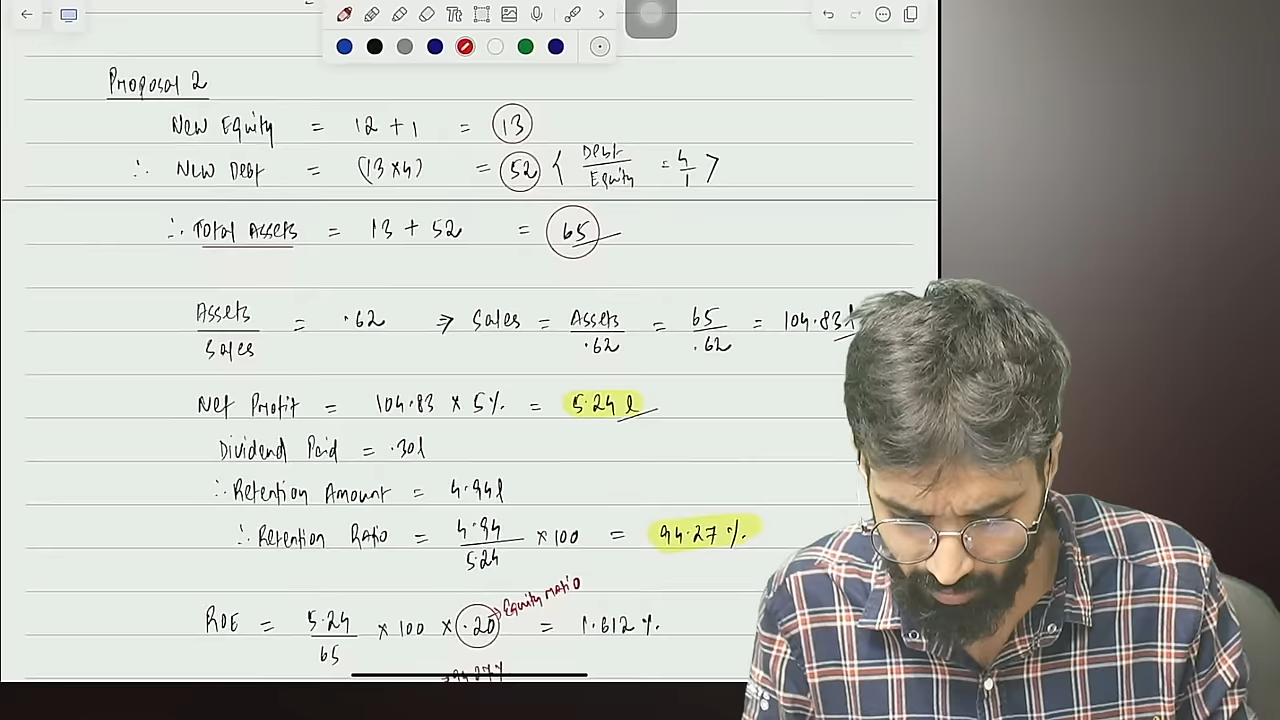 Proposal 2
New Equity = 12 + 1 = 13
∴ New Debt = (13 × 4) = 52 < Debt / Equity = 4 / 1 >
∴ Total Assets = 13 + 52 = 65
Assets / Sales = .62 ⇒ Sales = Assets / .62 = 65 / .62 = 104.83 l
Net Profit = 104.83 × 5% = 5.24 l
Dividend Paid = .30 l
∴ Retention Amount = 4.94 l
∴ Retention Ratio = 4.94 / 5.24 × 100 = 94.27 %
ROE = 5.24 / 65 × 100 × .20 → Equity Ratio = 1.612 %.